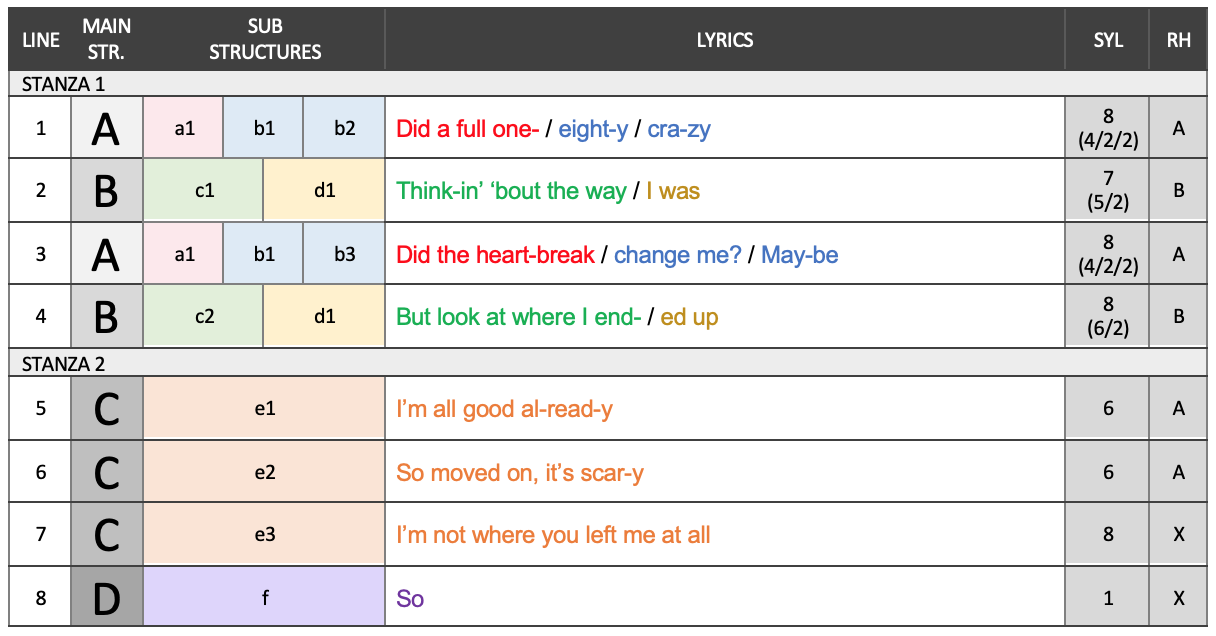 LINE MAIN STR. SUB STRUCTURES LYRICS SYL RH
STANZA 1
1 A a1 b1 b2 Did a full one- / eight-y / cra-zy 8 (4/2/2) A
2 B c1 d1 Think-in’ ‘bout the way / I was 7 (5/2) B
3 A a1 b1 b3 Did the heart-break / change me? / May-be 8 (4/2/2) A
4 B c2 d1 But look at where I end- / ed up 8 (6/2) B
STANZA 2
5 C e1 I’m all good al-read-y 6 A
6 C e2 So moved on, it’s scar-y 6 A
7 C e3 I’m not where you left me at all 8 X
8 D f So 1 X